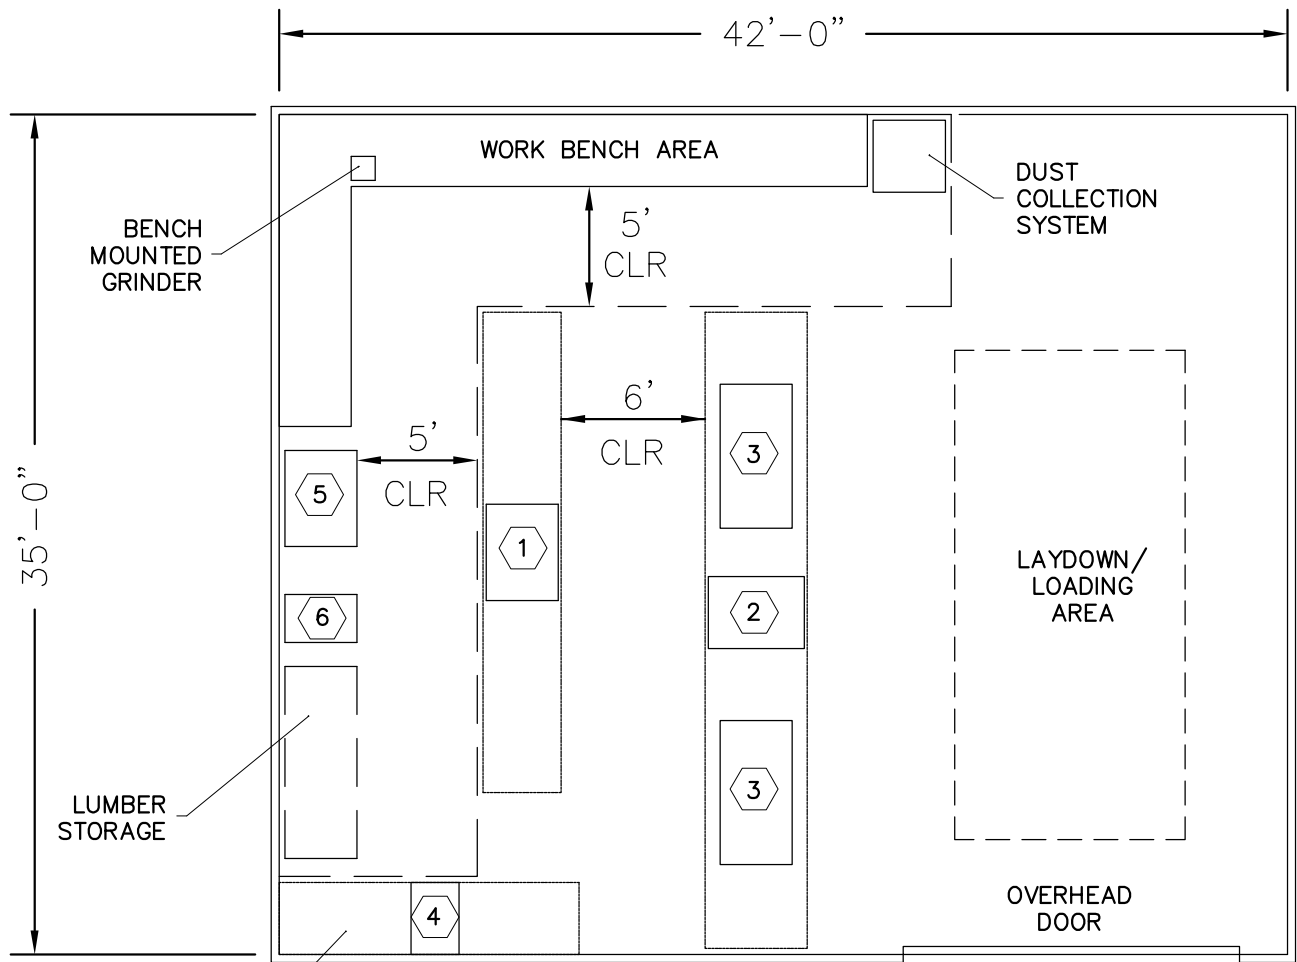 42'-0"
WORK BENCH AREA
DUST
COLLECTION
SYSTEM
BENCH
MOUNTED
GRINDER
5'
CLR
6'
CLR
5'
CLR
3
5
1
35'-0"
LAYDOWN/
LOADING
AREA
2
6
3
LUMBER
STORAGE
OVERHEAD
DOOR
4